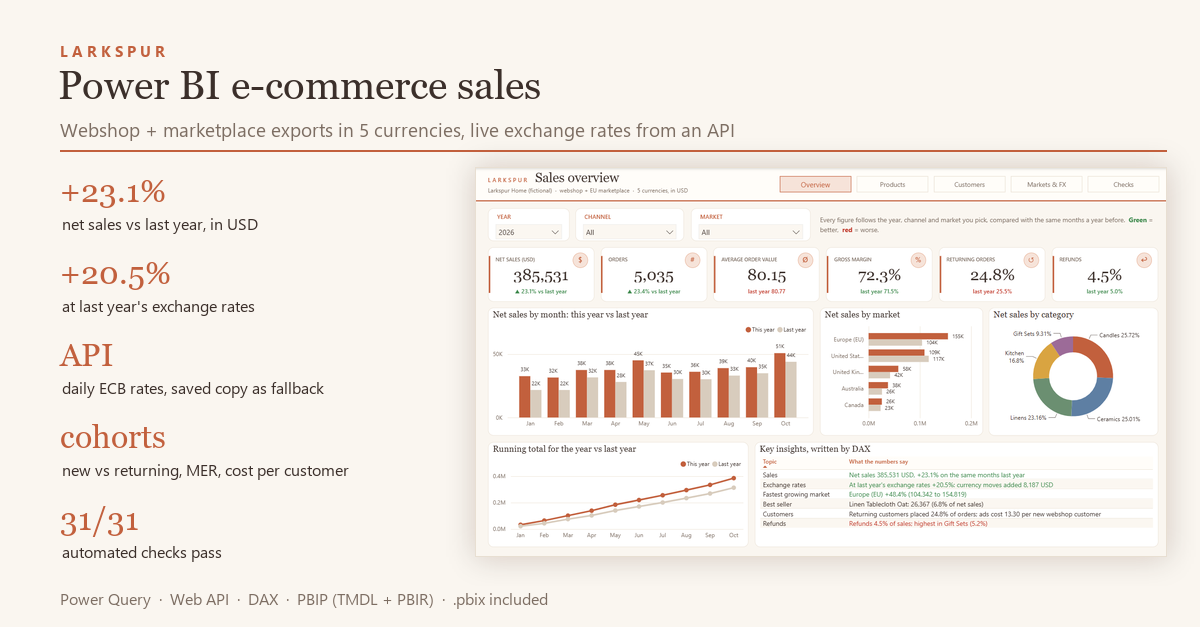 LARKSPUR
Power BI e-commerce sales
Webshop + marketplace exports in 5 currencies, live exchange rates from an API
+23.1%
net sales vs last year, in USD
+20.5%
at last year's exchange rates
API
daily ECB rates, saved copy as fallback
cohorts
new vs returning, MER, cost per customer
31/31
automated checks pass
Power Query · Web API · DAX · PBIP (TMDL + PBIR) · .pbix included
LARKSPUR Sales overview
Larkspur Home (fictional) · webshop + EU marketplace · 5 currencies, in USD
Overview Products Customers Markets & FX Checks
YEAR CHANNEL MARKET
2026 All All
Every figure follows the year, channel and market you pick, compared with the same months a year before. Green =
better, red = worse.
NET SALES (USD) $ ORDERS # AVERAGE ORDER VALUE Ø GROSS MARGIN % RETURNING ORDERS ↺ REFUNDS ↩
385,531 5,035 80.15 72.3% 24.8% 4.5%
▲ 23.1% vs last year ▲ 23.4% vs last year last year 80.77 last year 71.5% last year 25.5% last year 5.0%
Net sales by month: this year vs last year
This year Last year
50K
0K
33K 22K 32K 22K 38K 32K 38K 28K 45K 37K 35K 30K 36K 30K 39K 33K 40K 35K 51K 44K
Jan Feb Mar Apr May Jun Jul Aug Sep Oct
Net sales by market
Europe (EU) 155K 104K
United Stat... 109K 117K
United Kin... 58K 42K
Australia 38K 26K
Canada 26K 23K
0.0M 0.1M 0.2M
Net sales by category
Gift Sets 9.31%
Candles 25.72%
Kitchen
16.8%
Linens 23.16%
Ceramics 25.01%
Running total for the year vs last year
This year Last year
0.4M
0.2M
0.0M
Jan Feb Mar Apr May Jun Jul Aug Sep Oct
Key insights, written by DAX
Topic What the numbers say
Sales Net sales 385,531 USD, +23.1% on the same months last year
Exchange rates At last year's exchange rates +20.5%; currency moves added 8,187 USD
Fastest growing market Europe (EU) +48.4% (104,342 to 154,819)
Best seller Linen Tablecloth Oat: 26,367 (6.8% of net sales)
Customers Returning customers placed 24.8% of orders; ads cost 13.30 per new webshop customer
Refunds Refunds 4.5% of sales; highest in Gift Sets (5.2%)